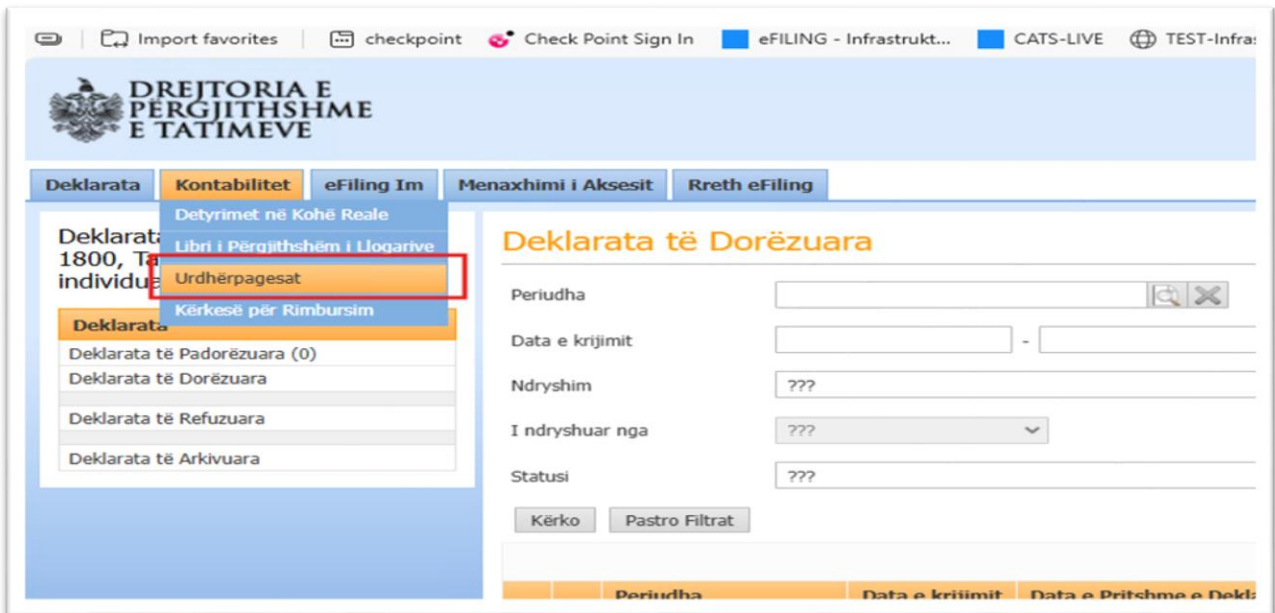 Import favorites
checkpoint
Check Point Sign In
eFILING - Infrastrukt...
CATS-LIVE
TEST-Infra
DREJTORIA E
PËRGJITHSHME
E TATIMEVE
Deklarata
Kontabilitet
eFiling Im
Menaxhimi i Aksesit
Rreth eFiling
Detyrimet në Kohë Reale
Libri i Përgjithshëm i Llogarive
Urdhërpagesat
Kërkesë për Rimbursim
Deklarata
1800, Ta
individua
Deklarata
Deklarata të Padorëzuara (0)
Deklarata të Dorëzuara
Deklarata të Refuzuara
Deklarata të Arkivuara
Deklarata të Dorëzuara
Periudha
Data e krijimit
-
Ndryshim
???
I ndryshuar nga
???
Statusi
???
Kërko
Pastro Filtrat
Periudha
Data e krijimit
Data e Pritshme e Dekla